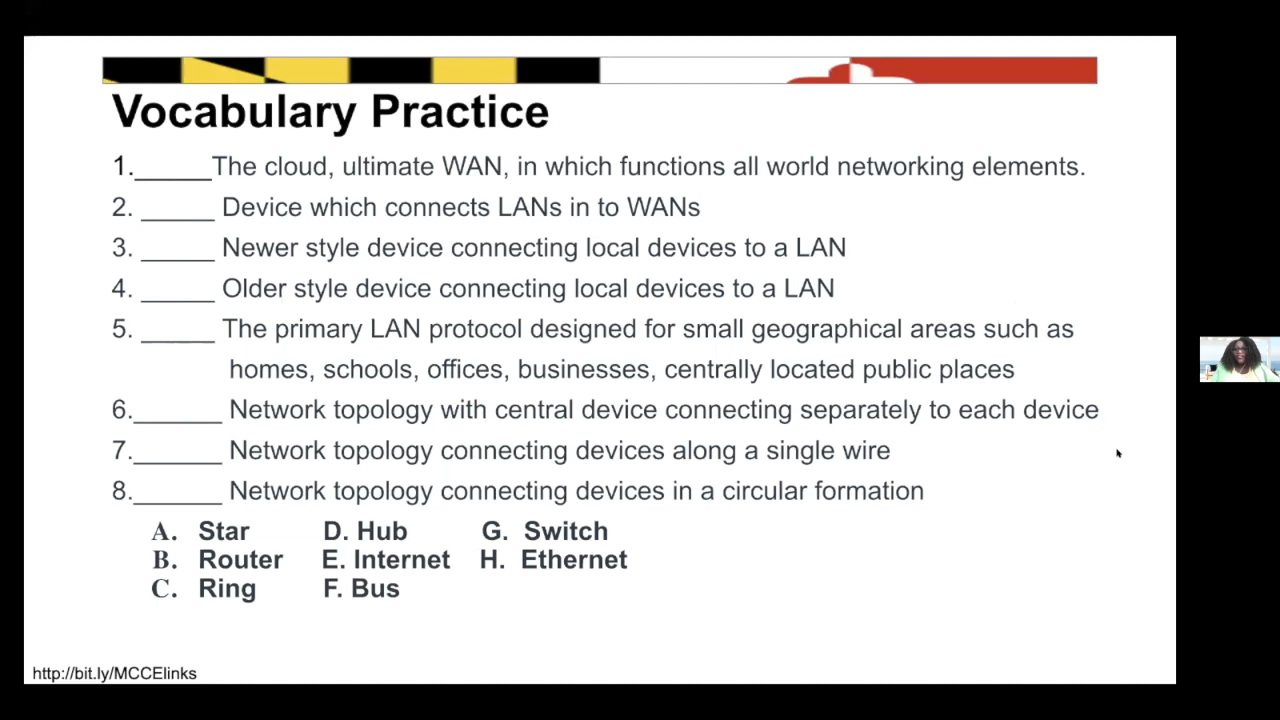 Vocabulary Practice
1.______The cloud, ultimate WAN, in which functions all world networking elements.
2. _____ Device which connects LANs in to WANs
3. _____ Newer style device connecting local devices to a LAN
4. _____ Older style device connecting local devices to a LAN
5. _____ The primary LAN protocol designed for small geographical areas such as
homes, schools, offices, businesses, centrally located public places
6.______ Network topology with central device connecting separately to each device
7.______ Network topology connecting devices along a single wire
8.______ Network topology connecting devices in a circular formation
A. Star D. Hub G. Switch
B. Router E. Internet H. Ethernet
C. Ring F. Bus
http://bit.ly/MCCElinks